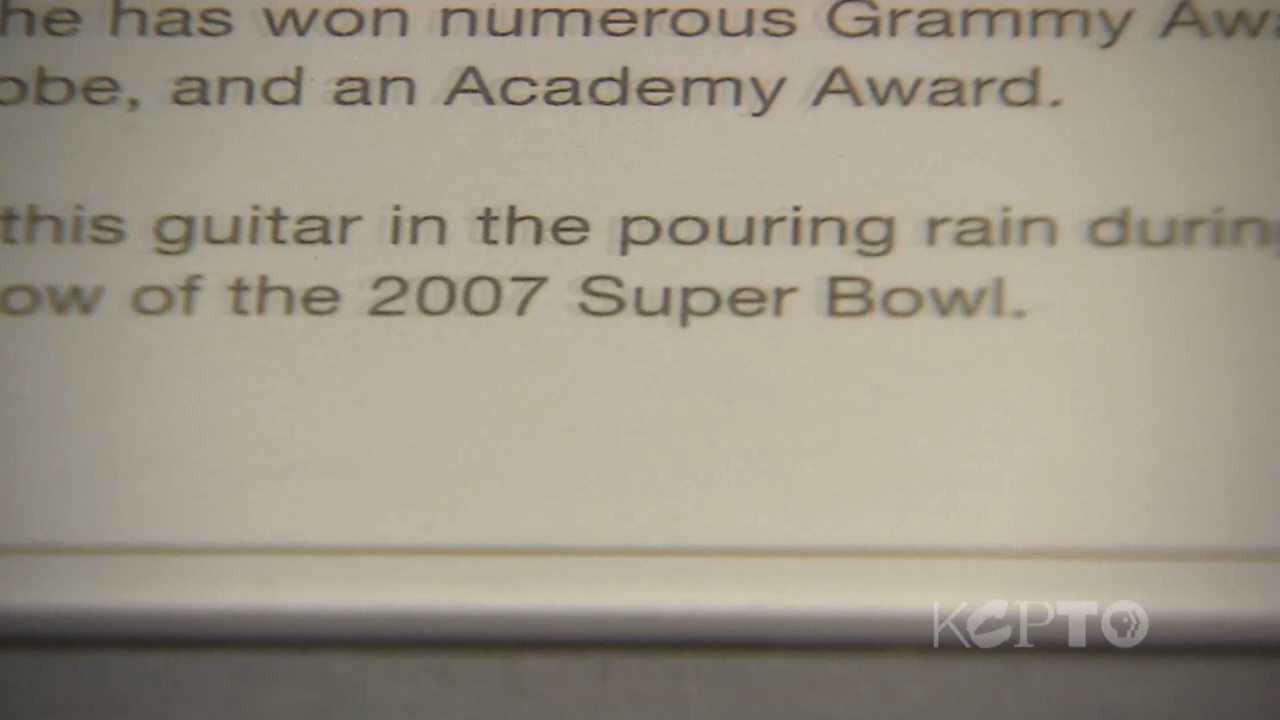 he has won numerous Grammy Aw
obe, and an Academy Award.
this guitar in the pouring rain during
ow of the 2007 Super Bowl.
KCPT